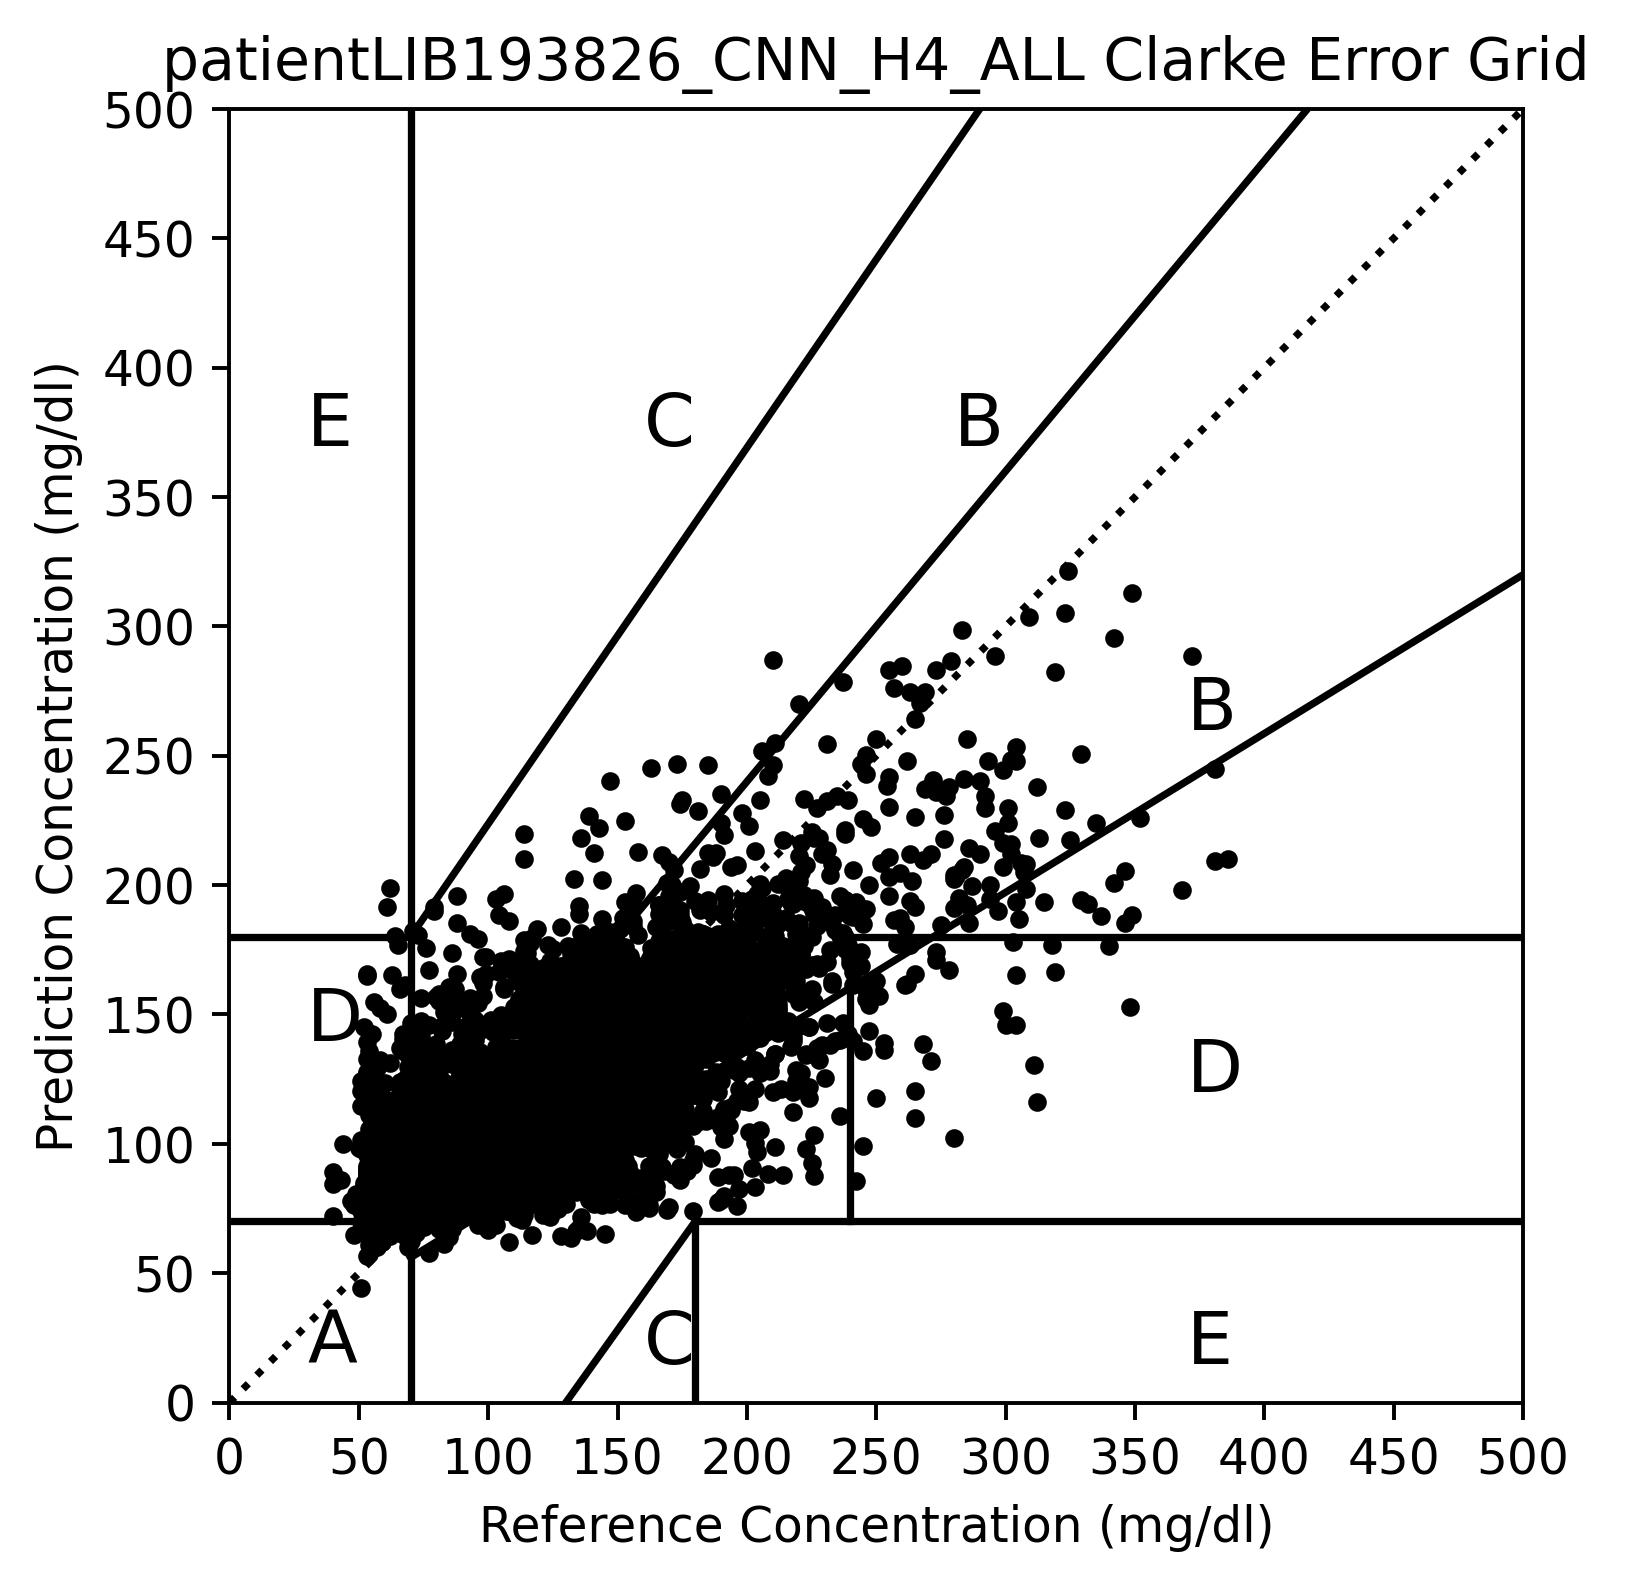 patientLIB193826_CNN_H4_ALL Clarke Error Grid
500
450
400
350
300
250
200
150
100
50
0
Prediction Concentration (mg/dl)
E
C
B
B
D
D
A
C
E
0 50 100 150 200 250 300 350 400 450 500
Reference Concentration (mg/dl)